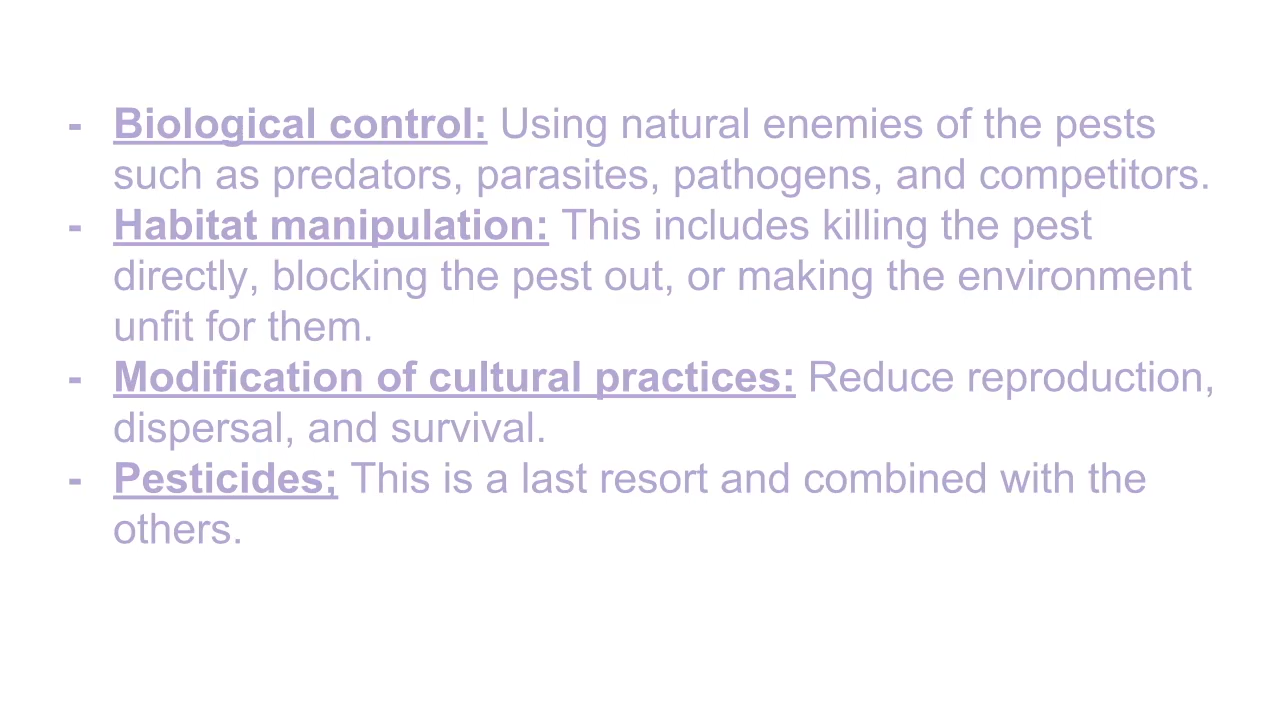 - Biological control: Using natural enemies of the pests
such as predators, parasites, pathogens, and competitors.
- Habitat manipulation: This includes killing the pest
directly, blocking the pest out, or making the environment
unfit for them.
- Modification of cultural practices: Reduce reproduction,
dispersal, and survival.
- Pesticides; This is a last resort and combined with the
others.